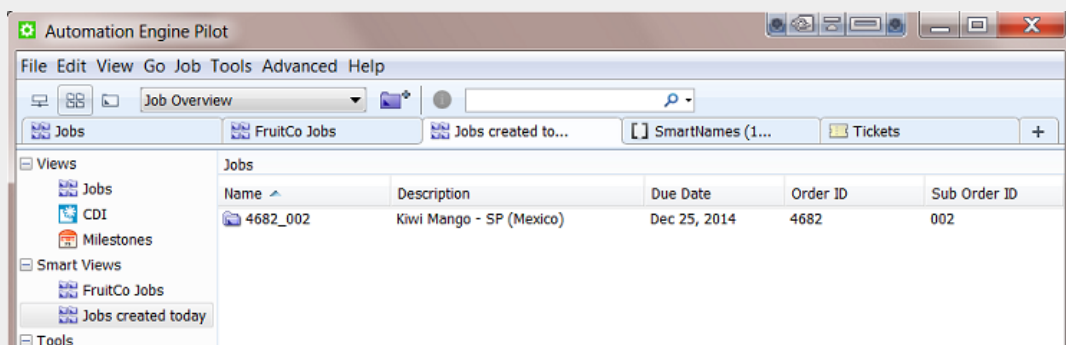 Automation Engine Pilot
File Edit View Go Job Tools Advanced Help
Job Overview
Jobs FruitCo Jobs Jobs created to... SmartNames (1... Tickets +
Views
Jobs
CDI
Milestones
Smart Views
FruitCo Jobs
Jobs created today
Tools
Jobs
Name Description Due Date Order ID Sub Order ID
4682_002 Kiwi Mango - SP (Mexico) Dec 25, 2014 4682 002